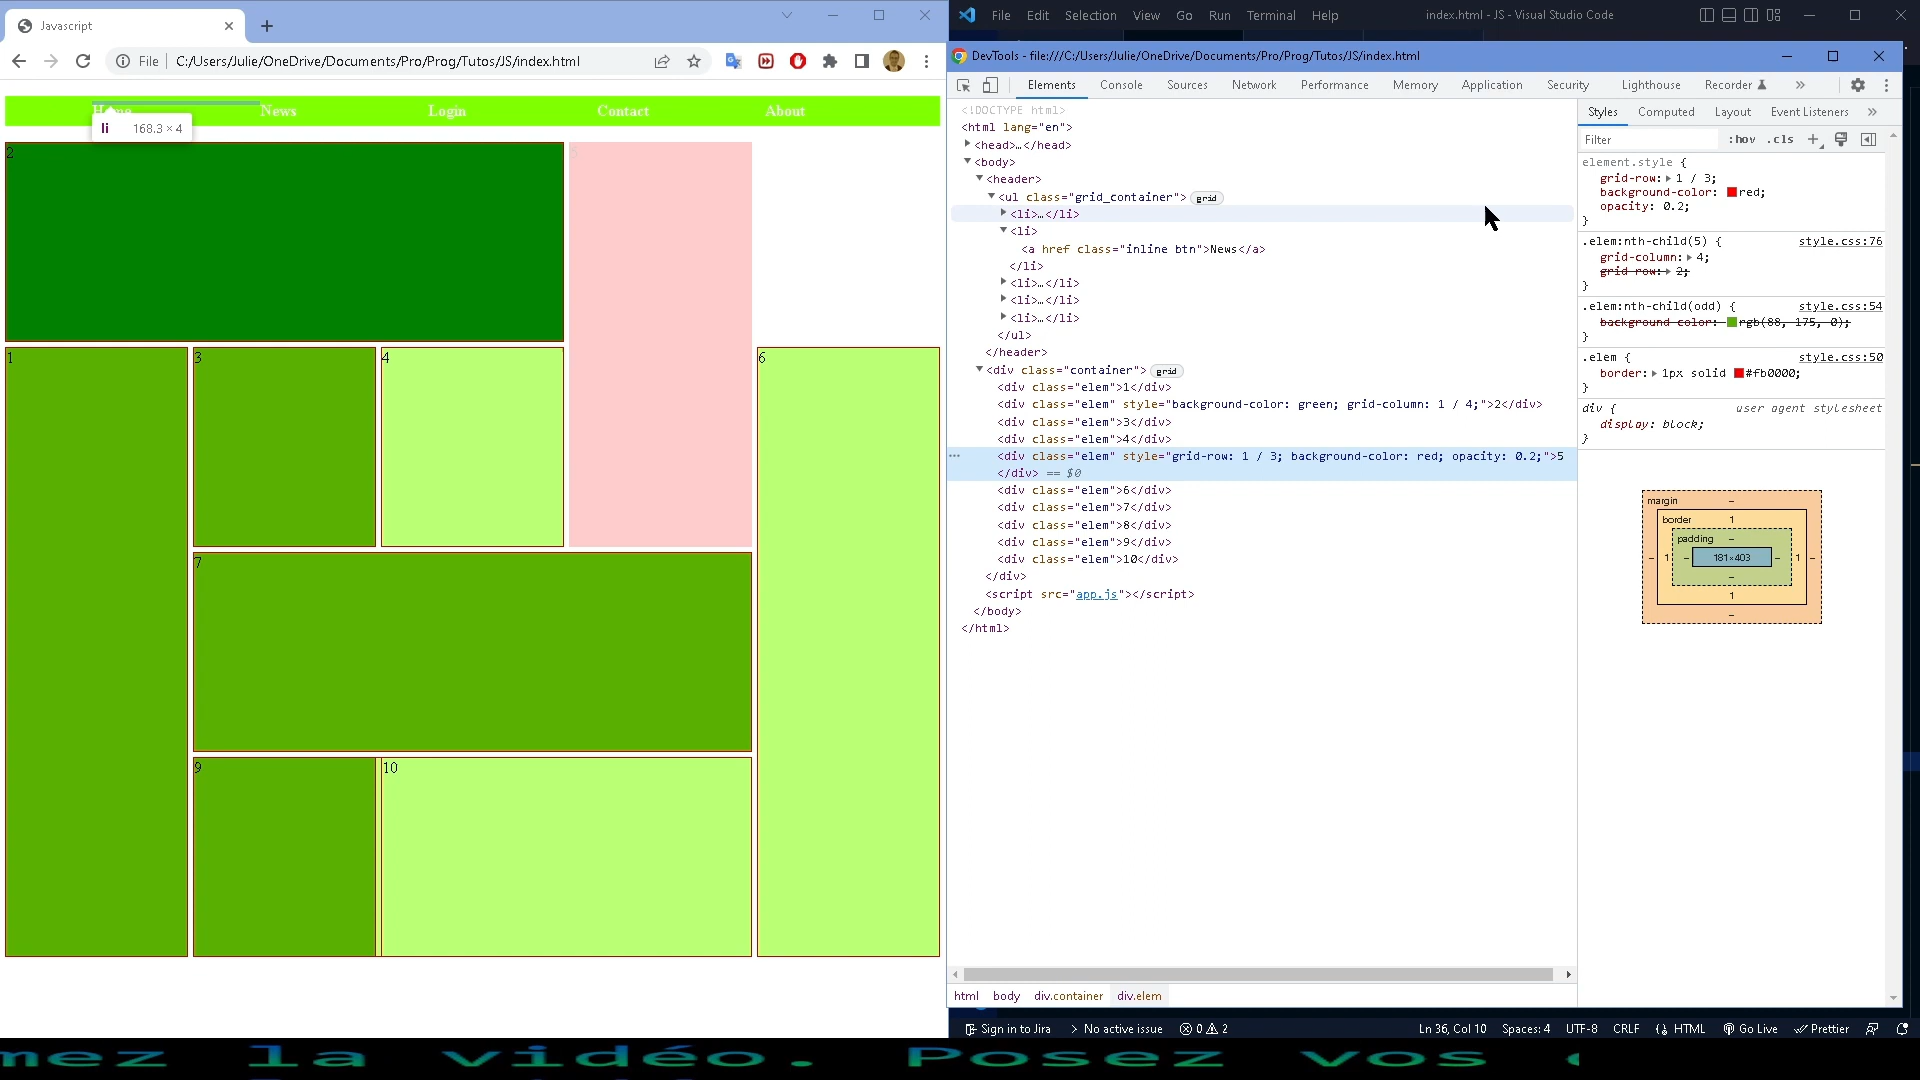 Javascript
File C:/Users/Julie/OneDrive/Documents/Pro/Prog/Tutos/JS/index.html
Home News Login Contact About
li 168.3 × 4
2
1
3
4
6
7
9
10
File Edit Selection View Go Run Terminal Help index.html - JS - Visual Studio Code
DevTools - file:///C:/Users/Julie/OneDrive/Documents/Pro/Prog/Tutos/JS/index.html
Elements Console Sources Network Performance Memory Application Security Lighthouse Recorder
<!DOCTYPE html>
<html lang="en">
<head>…</head>
<body>
<header>
<ul class="grid_container"> grid
<li>…</li>
<li>
<a href class="inline btn">News</a>
</li>
<li>…</li>
<li>…</li>
<li>…</li>
</ul>
</header>
<div class="container"> grid
<div class="elem">1</div>
<div class="elem" style="background-color: green; grid-column: 1 / 4;">2</div>
<div class="elem">3</div>
<div class="elem">4</div>
<div class="elem" style="grid-row: 1 / 3; background-color: red; opacity: 0.2;">5
</div> == $0
<div class="elem">6</div>
<div class="elem">7</div>
<div class="elem">8</div>
<div class="elem">9</div>
<div class="elem">10</div>
</div>
<script src="app.js"></script>
</body>
</html>
html body div.container div.elem
Styles Computed Layout Event Listeners
Filter :hov .cls
element.style {
grid-row: 1 / 3;
background-color: red;
opacity: 0.2;
}
.elem:nth-child(5) { style.css:76
grid-column: 4;
grid-row: 2;
}
.elem:nth-child(odd) { style.css:54
background-color: rgb(88, 175, 0);
}
.elem { style.css:50
border: 1px solid #fb0000;
}
div { user agent stylesheet
display: block;
}
margin –
border 1
padding –
– 1 – 181×403 – 1 –
–
1
–
Sign in to Jira No active issue 0 2 Ln 36, Col 10 Spaces: 4 UTF-8 CRLF HTML Go Live Prettier
mez la vidéo. Posez vos